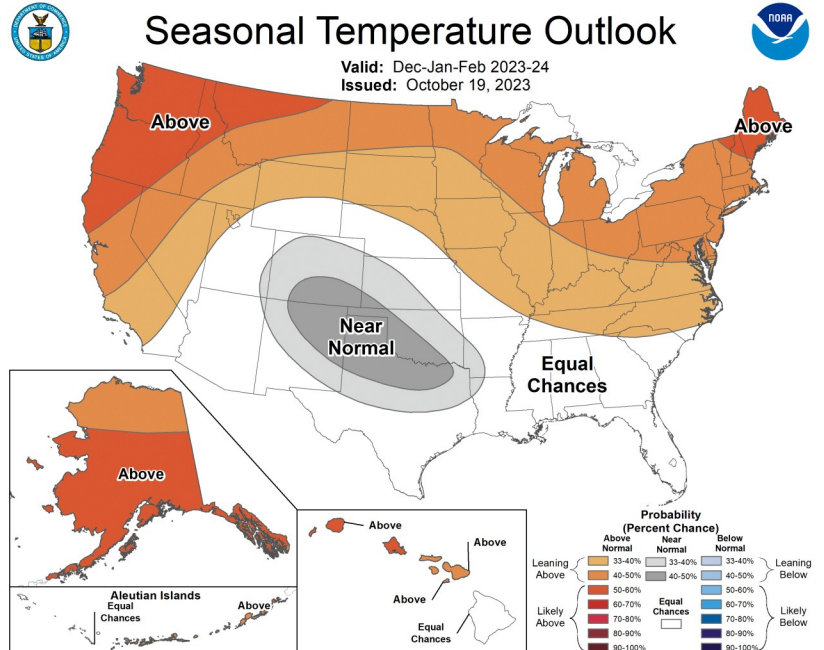 NOAA
Seasonal Temperature Outlook
Valid: Dec-Jan-Feb 2023-24
Issued: October 19, 2023
Above
Above
Near
Normal
Equal
Chances
Above
Aleutian Islands
Equal
Chances
Above
Above
Above
Above
Equal
Chances
Probability
(Percent Chance)
Above
Normal
Near
Normal
Below
Normal
Leaning
Above
33-40%
33-40%
33-40%
Leaning
Below
40-50%
40-50%
40-50%
Likely
Above
50-60%
50-60%
Likely
Below
60-70%
Equal
Chances
60-70%
70-80%
70-80%
80-90%
80-90%
90-100%
90-100%